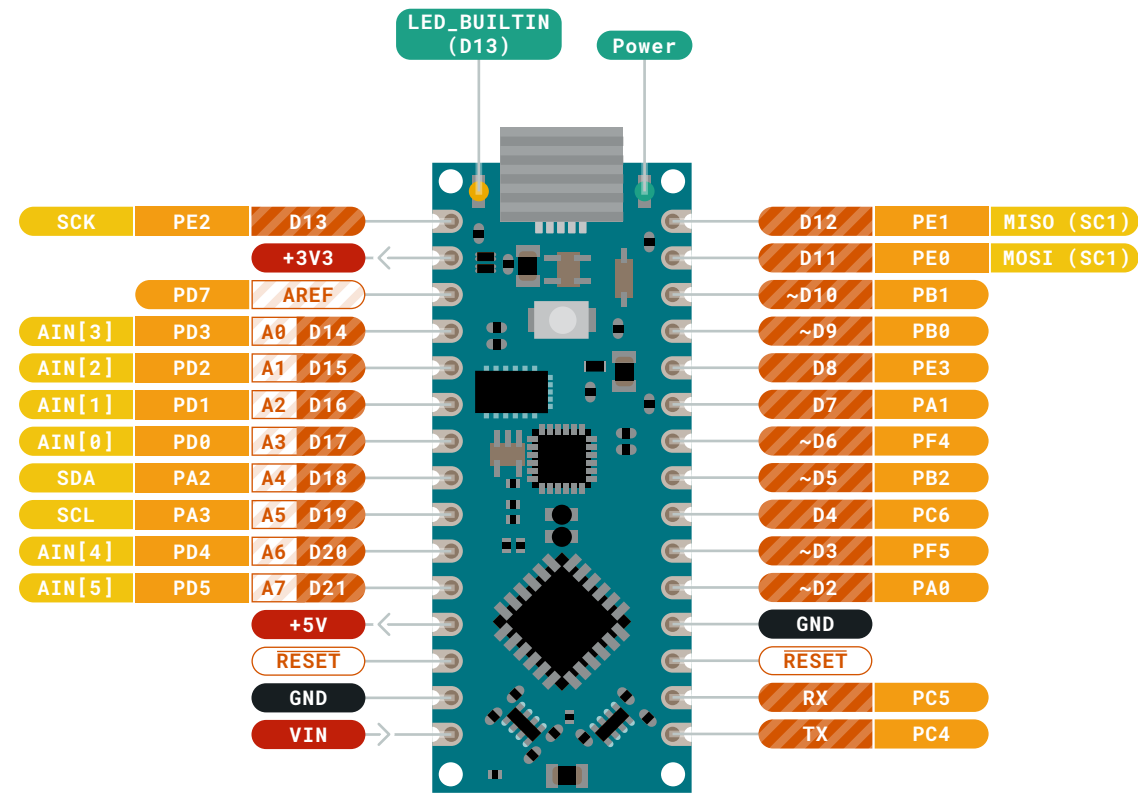 LED_BUILTIN
(D13)
Power
SCK PE2 D13
+3V3
PD7 AREF
AIN[3] PD3 A0 D14
AIN[2] PD2 A1 D15
AIN[1] PD1 A2 D16
AIN[0] PD0 A3 D17
SDA PA2 A4 D18
SCL PA3 A5 D19
AIN[4] PD4 A6 D20
AIN[5] PD5 A7 D21
+5V
RESET
GND
VIN
D12 PE1 MISO (SC1)
D11 PE0 MOSI (SC1)
~D10 PB1
~D9 PB0
D8 PE3
D7 PA1
~D6 PF4
~D5 PB2
D4 PC6
~D3 PF5
~D2 PA0
GND
RESET
RX PC5
TX PC4